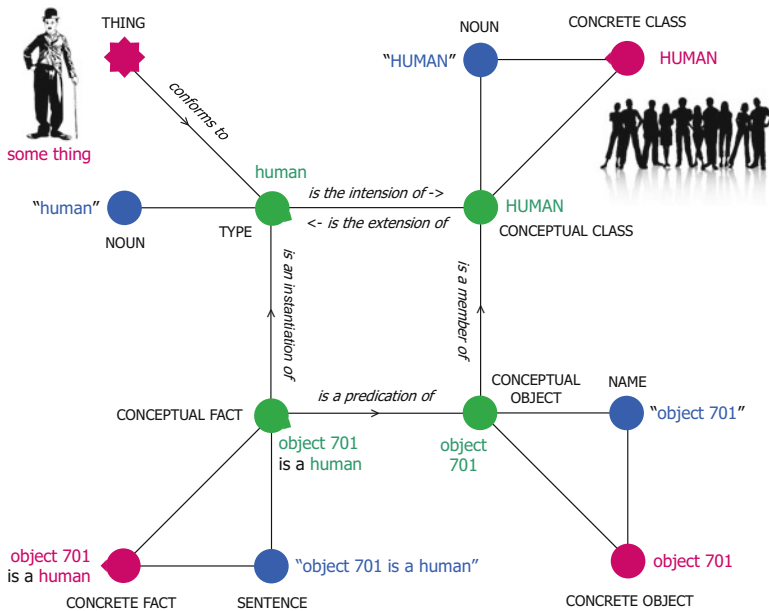 THING
NOUN
CONCRETE CLASS
"HUMAN"
HUMAN
conforms to
some thing
human
is the intension of ->
"human"
HUMAN
<- is the extension of
NOUN
TYPE
CONCEPTUAL CLASS
is an instantiation of
is a member of
CONCEPTUAL
OBJECT
NAME
is a predication of
CONCEPTUAL FACT
"object 701"
object 701
is a human
object
701
object 701
is a human
"object 701 is a human"
object 701
CONCRETE FACT
SENTENCE
CONCRETE OBJECT